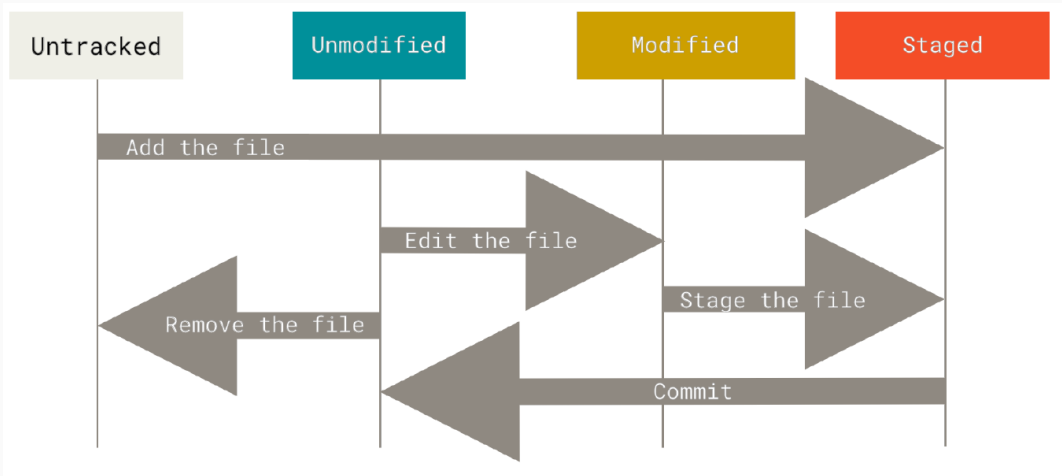 Untracked
Unmodified
Modified
Staged
Add the file
Edit the file
Stage the file
Remove the file
Commit